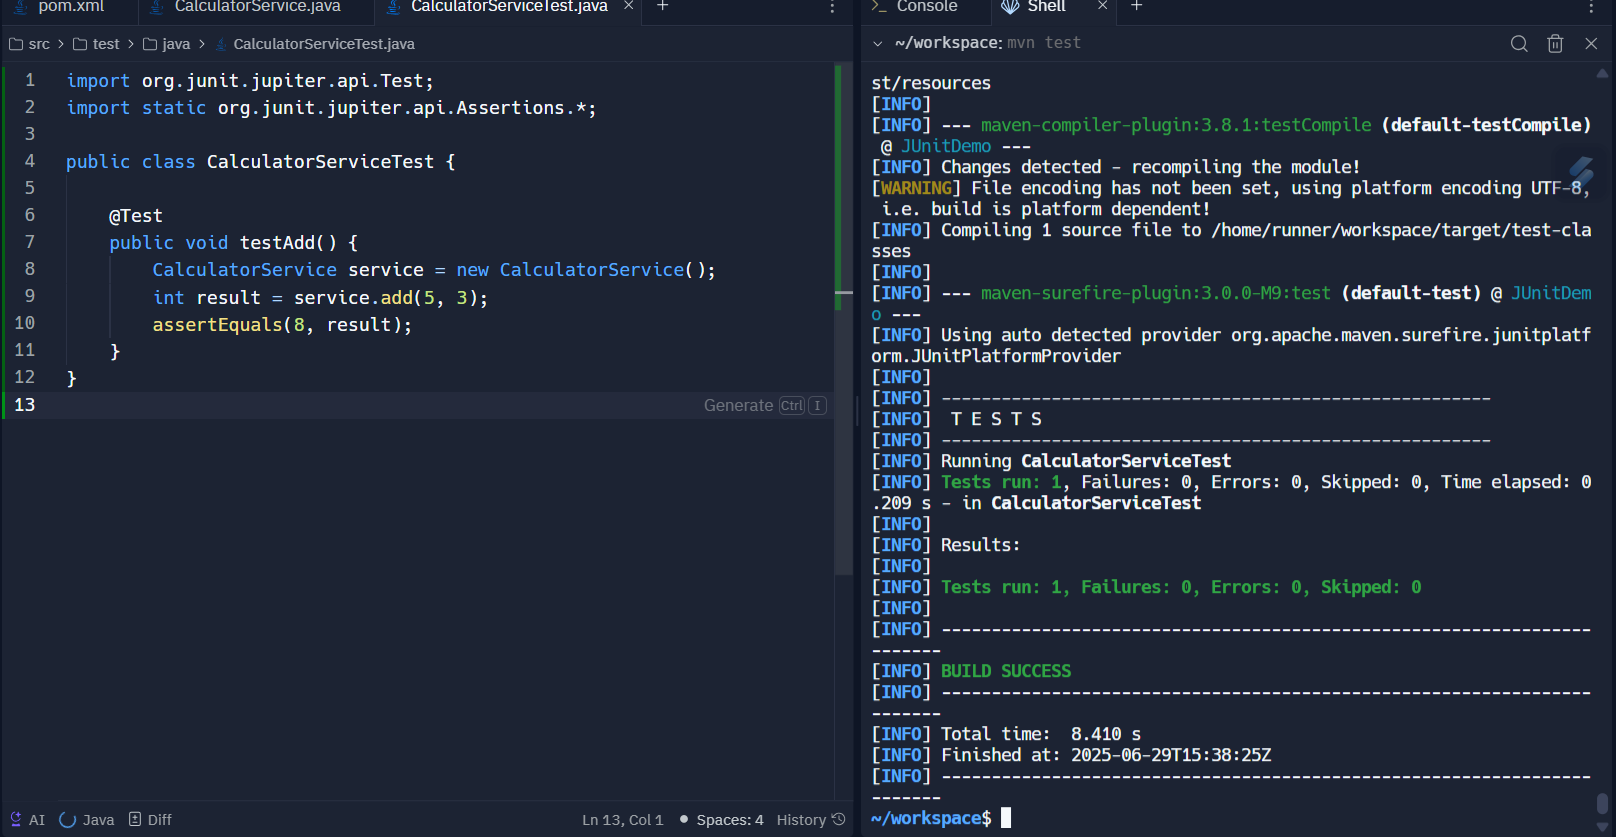 pom.xml
CalculatorService.java
CalculatorServiceTest.java
src > test > java > CalculatorServiceTest.java
1 import org.junit.jupiter.api.Test;
2 import static org.junit.jupiter.api.Assertions.*;
3
4 public class CalculatorServiceTest {
5
6 @Test
7 public void testAdd() {
8 CalculatorService service = new CalculatorService();
9 int result = service.add(5, 3);
10 assertEquals(8, result);
11 }
12 }
13
Generate Ctrl I
AI Java Diff
Ln 13, Col 1 • Spaces: 4 History
Console
Shell
~/workspace: mvn test
st/resources
[INFO]
[INFO] --- maven-compiler-plugin:3.8.1:testCompile (default-testCompile)
@ JUnitDemo ---
[INFO] Changes detected - recompiling the module!
[WARNING] File encoding has not been set, using platform encoding UTF-8,
i.e. build is platform dependent!
[INFO] Compiling 1 source file to /home/runner/workspace/target/test-cla
sses
[INFO]
[INFO] --- maven-surefire-plugin:3.0.0-M9:test (default-test) @ JUnitDem
o ---
[INFO] Using auto detected provider org.apache.maven.surefire.junitplatf
orm.JUnitPlatformProvider
[INFO]
[INFO] -------------------------------------------------------
[INFO] T E S T S
[INFO] -------------------------------------------------------
[INFO] Running CalculatorServiceTest
[INFO] Tests run: 1, Failures: 0, Errors: 0, Skipped: 0, Time elapsed: 0
.209 s - in CalculatorServiceTest
[INFO]
[INFO] Results:
[INFO]
[INFO] Tests run: 1, Failures: 0, Errors: 0, Skipped: 0
[INFO]
[INFO] -----------------------------------------------------------------
-------
[INFO] BUILD SUCCESS
[INFO] -----------------------------------------------------------------
-------
[INFO] Total time:  8.410 s
[INFO] Finished at: 2025-06-29T15:38:25Z
[INFO] -----------------------------------------------------------------
-------
~/workspace$